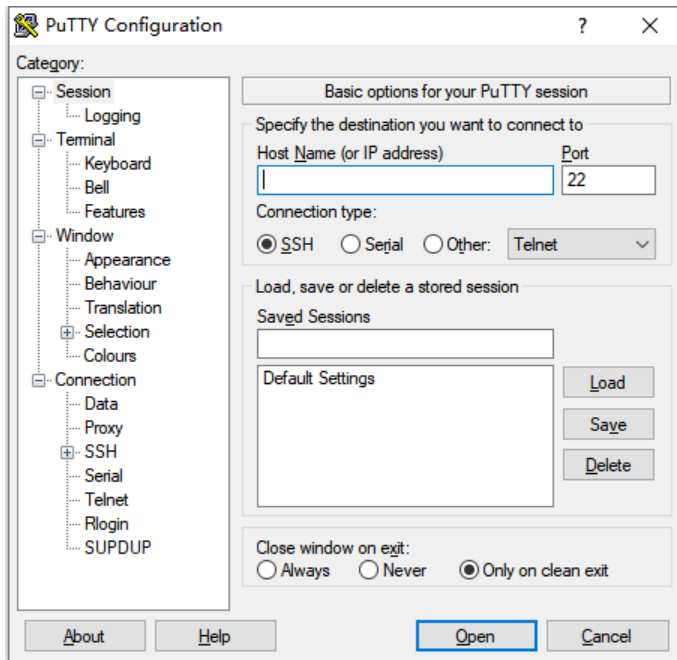 PuTTY Configuration
Category:
Session
Logging
Terminal
Keyboard
Bell
Features
Window
Appearance
Behaviour
Translation
Selection
Colours
Connection
Data
Proxy
SSH
Serial
Telnet
Rlogin
SUPDUP
Basic options for your PuTTY session
Specify the destination you want to connect to
Host Name (or IP address) Port
22
Connection type:
SSH Serial Other: Telnet
Load, save or delete a stored session
Saved Sessions
Default Settings
Load
Save
Delete
Close window on exit:
Always Never Only on clean exit
About Help Open Cancel